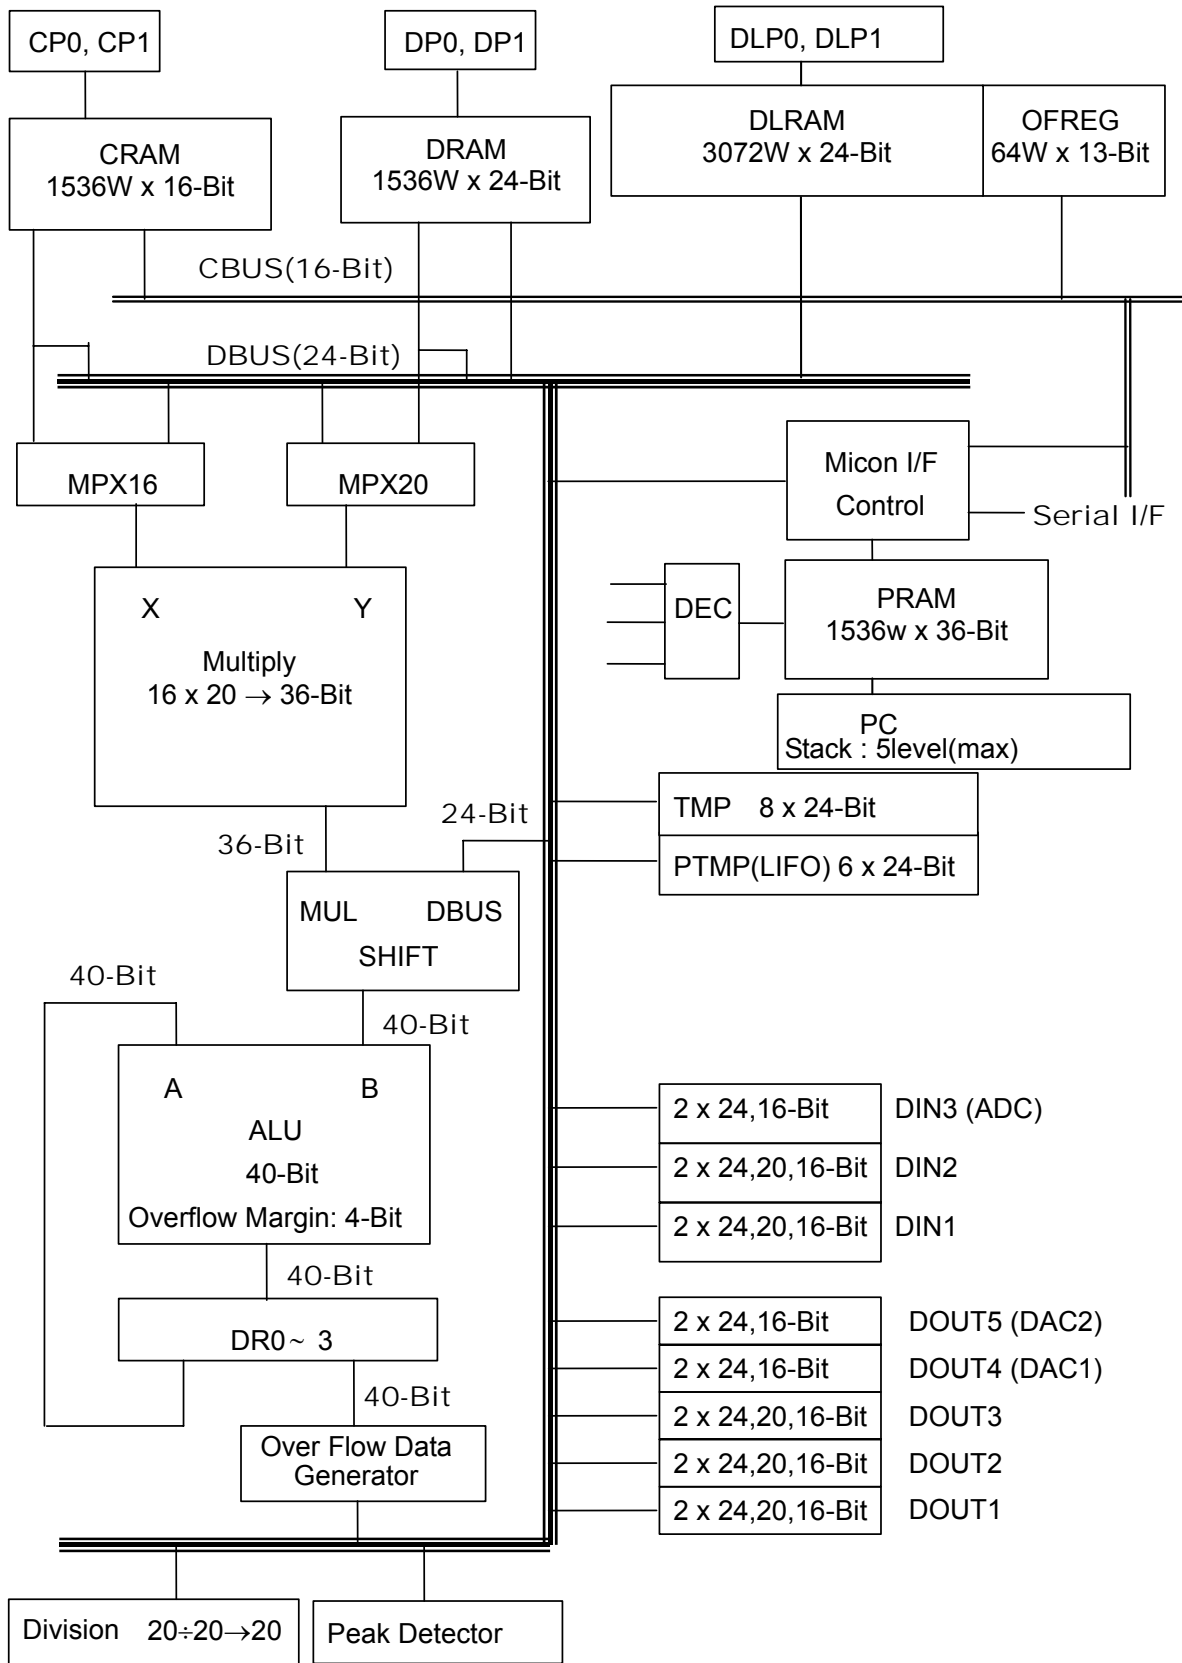 CP0, CP1
DP0, DP1
DLP0, DLP1
CRAM
1536W x 16-Bit
DRAM
1536W x 24-Bit
DLRAM
3072W x 24-Bit
OFREG
64W x 13-Bit
CBUS(16-Bit)
DBUS(24-Bit)
MPX16
MPX20
Micon I/F
Control
Serial I/F
X
Y
Multiply
16 x 20 → 36-Bit
DEC
PRAM
1536w x 36-Bit
PC
Stack : 5level(max)
TMP 8 x 24-Bit
PTMP(LIFO) 6 x 24-Bit
24-Bit
36-Bit
MUL
DBUS
SHIFT
40-Bit
40-Bit
A
B
ALU
40-Bit
Overflow Margin: 4-Bit
40-Bit
DR0~ 3
40-Bit
Over Flow Data
Generator
2 x 24,16-Bit DIN3 (ADC)
2 x 24,20,16-Bit DIN2
2 x 24,20,16-Bit DIN1
2 x 24,16-Bit DOUT5 (DAC2)
2 x 24,16-Bit DOUT4 (DAC1)
2 x 24,20,16-Bit DOUT3
2 x 24,20,16-Bit DOUT2
2 x 24,20,16-Bit DOUT1
Division 20÷20→20
Peak Detector